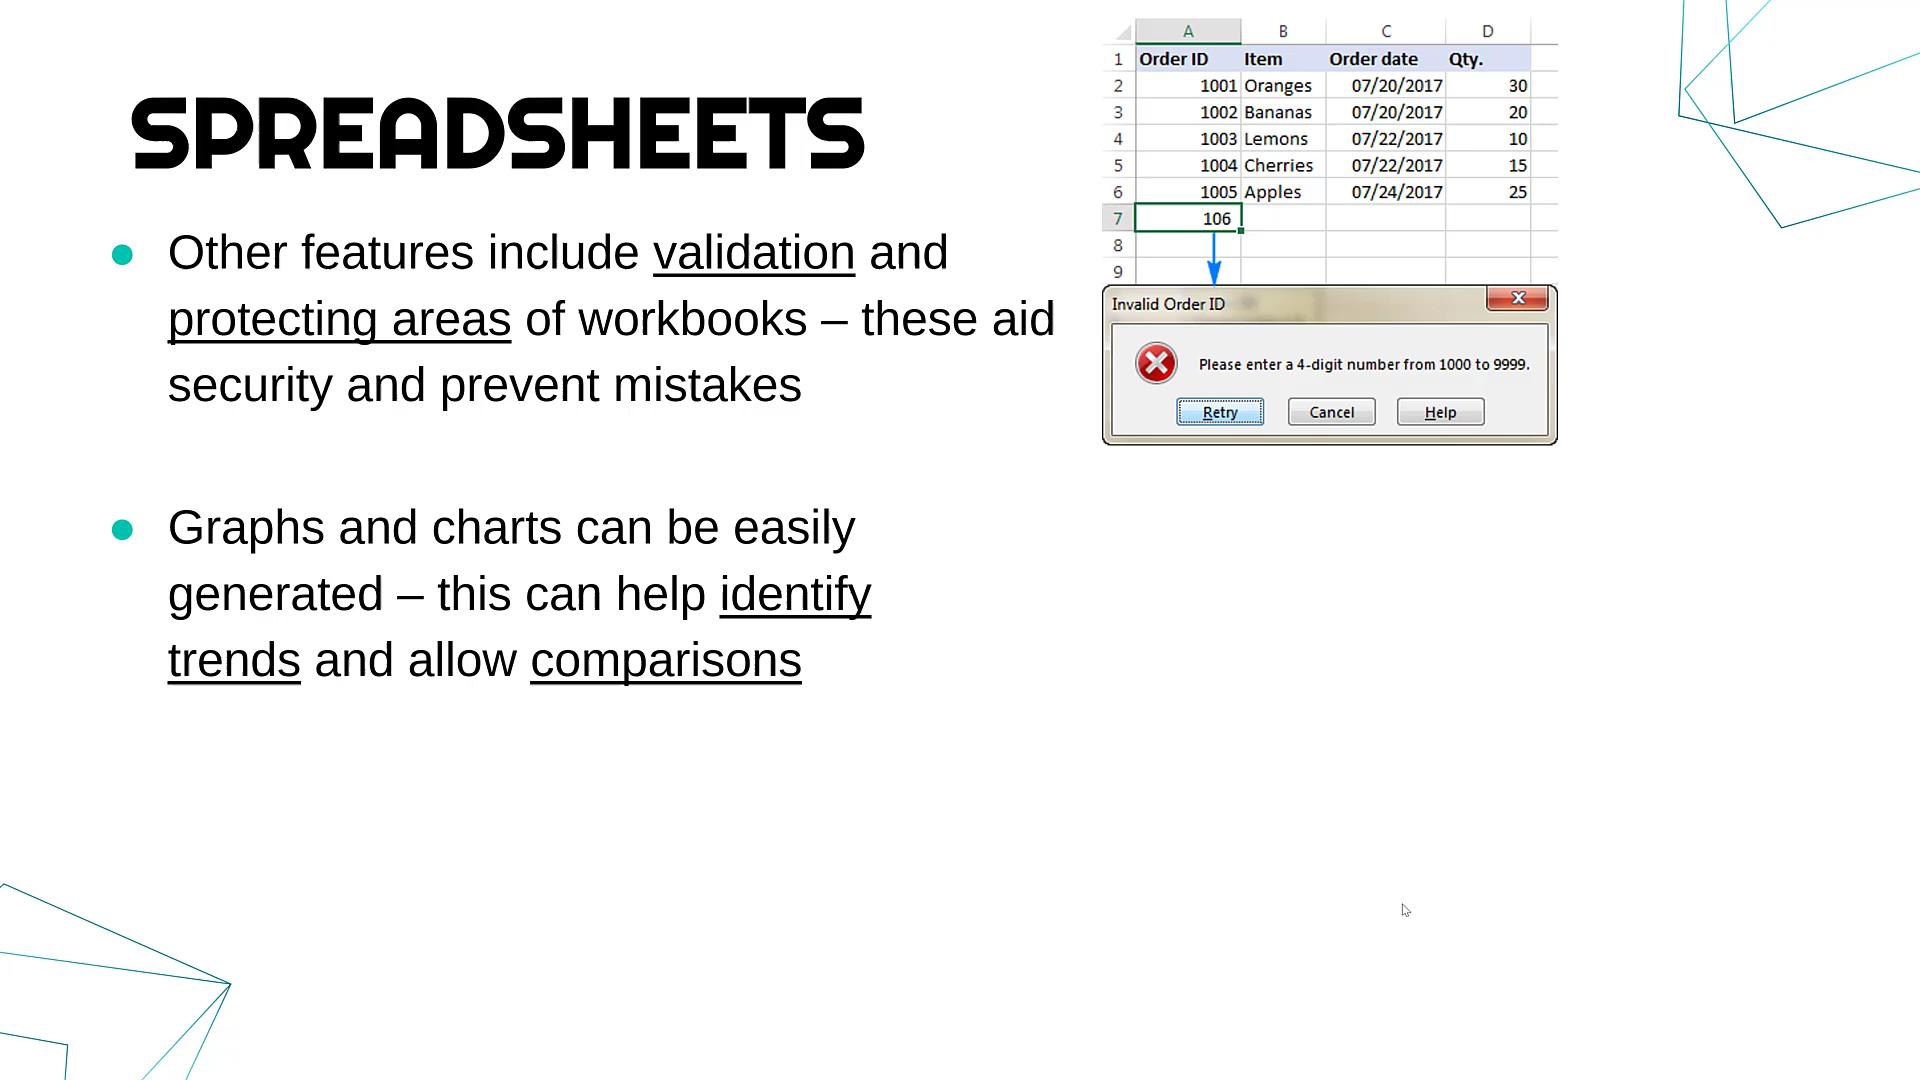 SPREADSHEETS
Other features include validation and
protecting areas of workbooks – these aid
security and prevent mistakes
Graphs and charts can be easily
generated – this can help identify
trends and allow comparisons
A B C D
1 Order ID Item Order date Qty.
2 1001 Oranges 07/20/2017 30
3 1002 Bananas 07/20/2017 20
4 1003 Lemons 07/22/2017 10
5 1004 Cherries 07/22/2017 15
6 1005 Apples 07/24/2017 25
7 106
8
9
Invalid Order ID
Please enter a 4-digit number from 1000 to 9999.
Retry Cancel Help